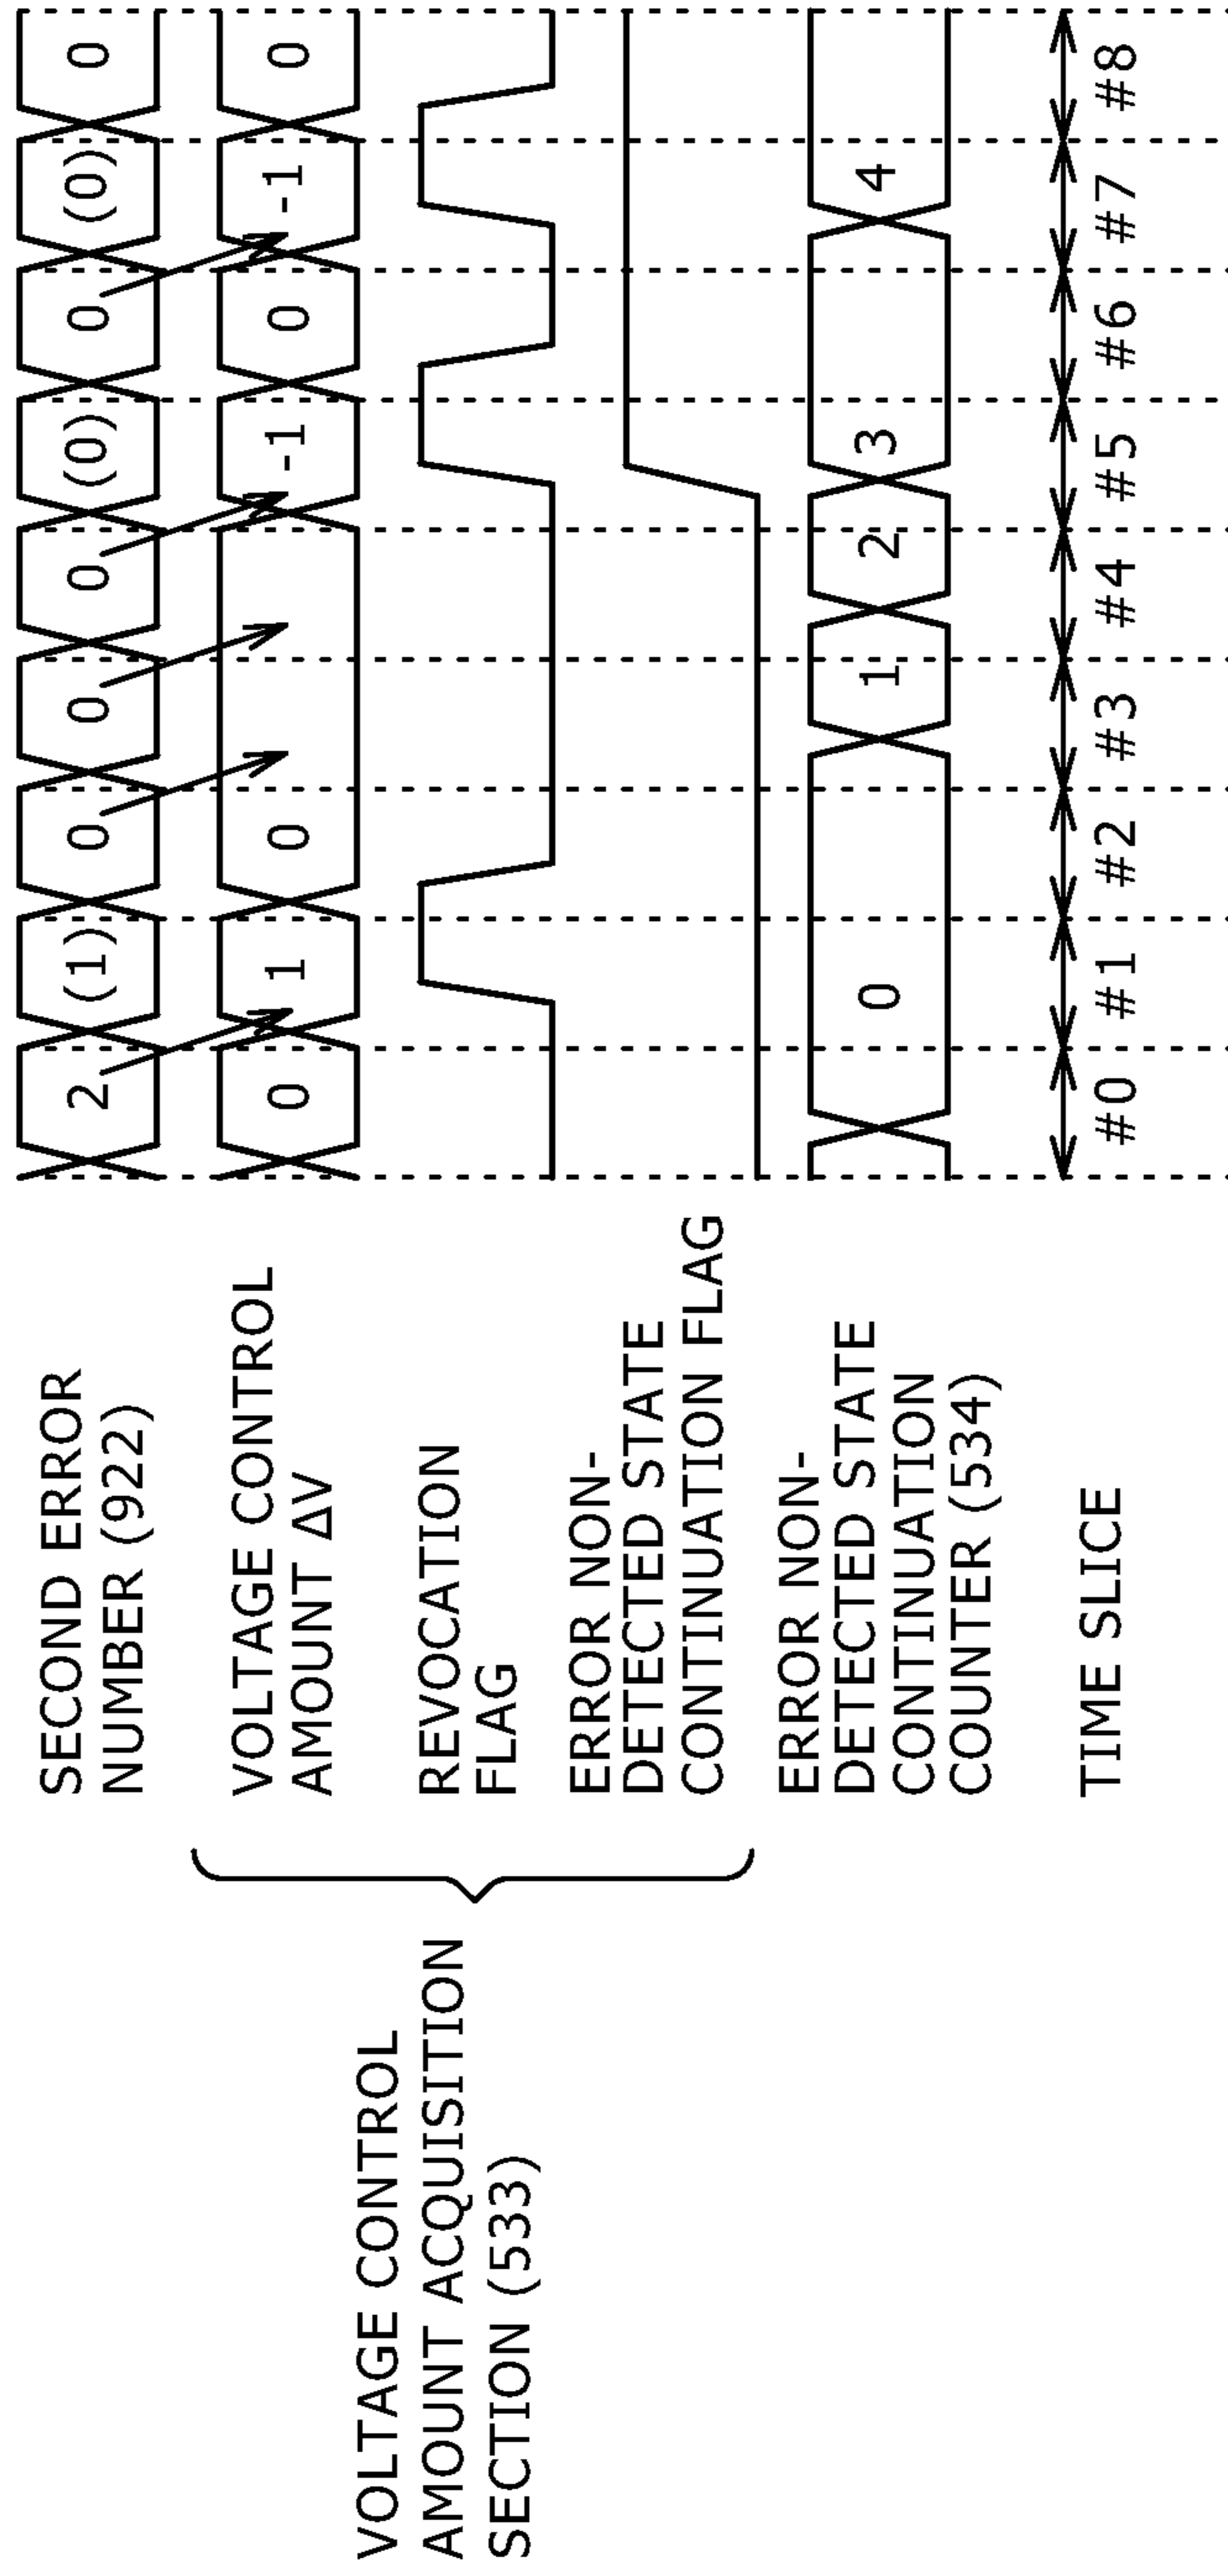 SECOND ERROR
NUMBER (922)
2 (1) 0 0 0 (0) 0 (0) 0
VOLTAGE CONTROL
AMOUNT ΔV
0 1 0 -1 0 -1 0
REVOCATION
FLAG
ERROR NON-
DETECTED STATE
CONTINUATION FLAG
VOLTAGE CONTROL
AMOUNT ACQUISITION
SECTION (533)
ERROR NON-
DETECTED STATE
CONTINUATION
COUNTER (534)
0 1 2 3 4
TIME SLICE
#0 #1 #2 #3 #4 #5 #6 #7 #8